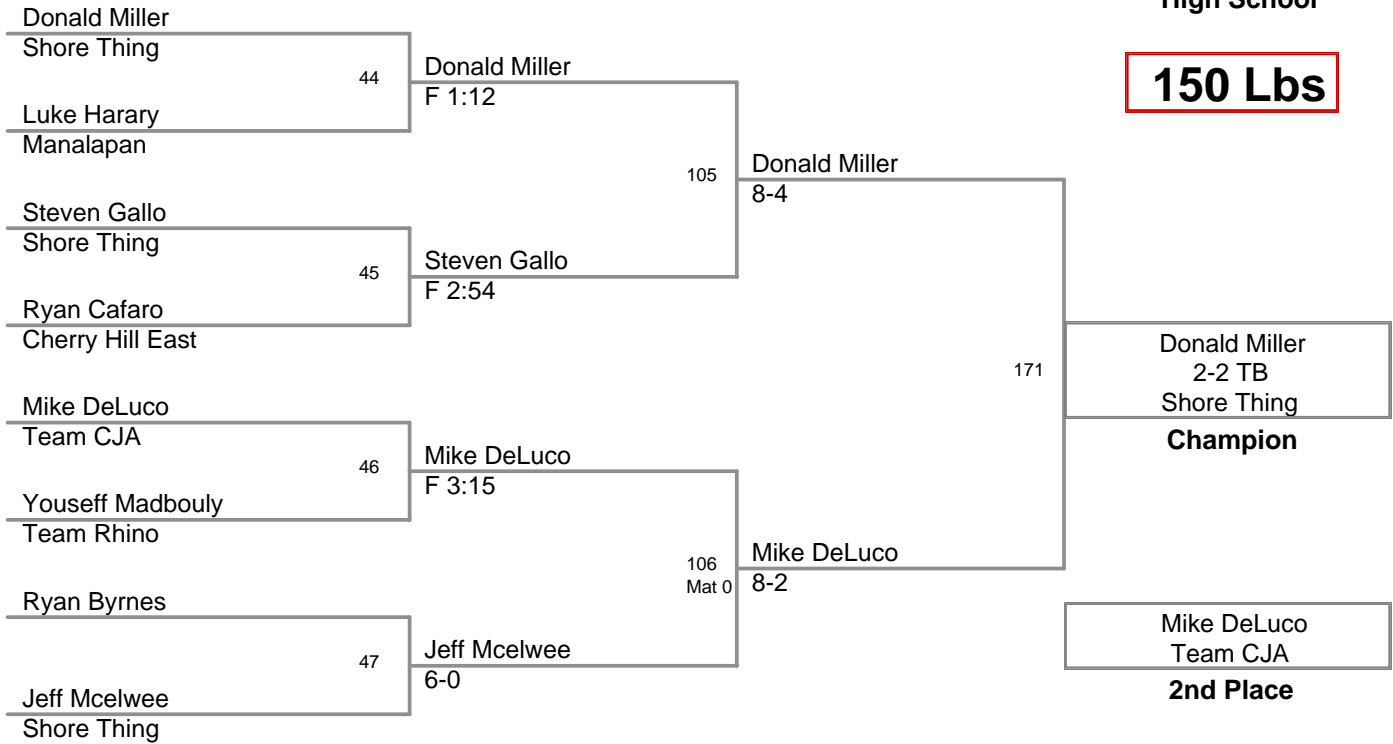 High School
150 Lbs
Donald Miller
Shore Thing
44
Luke Harary
Manalapan
Donald Miller
F 1:12
Steven Gallo
Shore Thing
45
Ryan Cafaro
Cherry Hill East
Steven Gallo
F 2:54
105
Donald Miller
8-4
Mike DeLuco
Team CJA
46
Youseff Madbouly
Team Rhino
Mike DeLuco
F 3:15
Ryan Byrnes
47
Jeff Mcelwee
Shore Thing
Jeff Mcelwee
6-0
106
Mat 0
Mike DeLuco
8-2
171
Donald Miller
2-2 TB
Shore Thing
Champion
Mike DeLuco
Team CJA
2nd Place